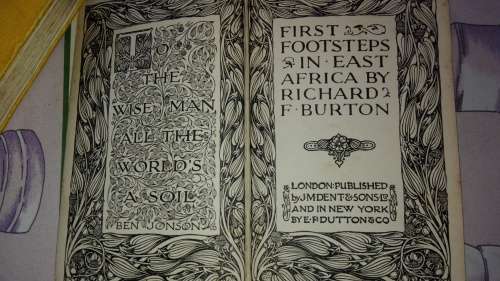 TO
THE
WISE MAN
ALL THE
WORLD'S
A SOIL
BEN JONSON
FIRST
FOOTSTEPS
IN EAST
AFRICA BY
RICHARD
F. BURTON
LONDON: PUBLISHED
by J.M. DENT & SONS LTD
AND IN NEW YORK
BY E. P. DUTTON & CO